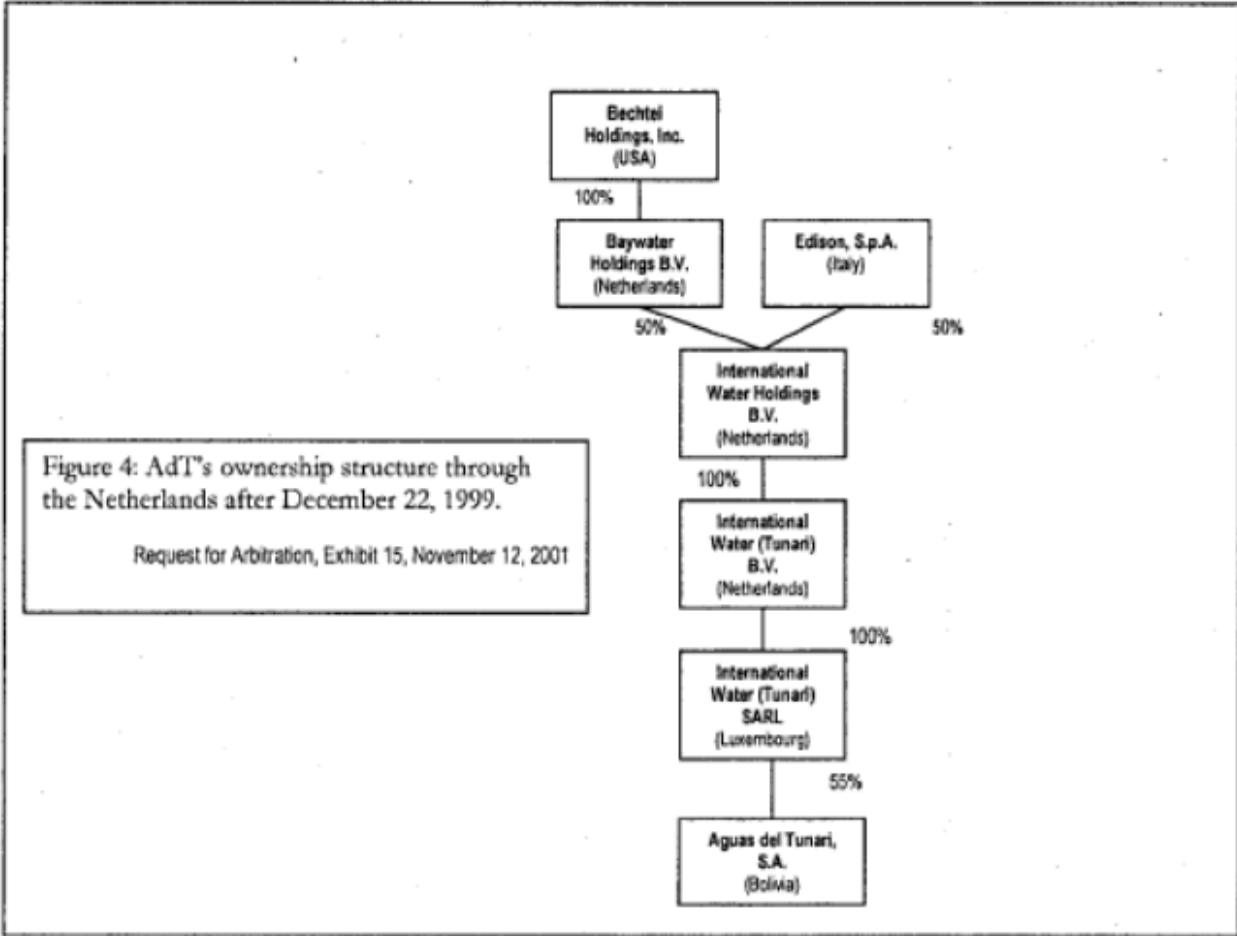 Bechtel
Holdings, Inc.
(USA)
100%
Baywater
Holdings B.V.
(Netherlands)
Edison, S.p.A.
(Italy)
50%
50%
International
Water Holdings
B.V.
(Netherlands)
Figure 4: AdT's ownership structure through
the Netherlands after December 22, 1999.
Request for Arbitration, Exhibit 15, November 12, 2001
100%
International
Water (Tunari)
B.V.
(Netherlands)
100%
International
Water (Tunari)
SARL
(Luxembourg)
55%
Aguas del Tunari,
S.A.
(Bolivia)